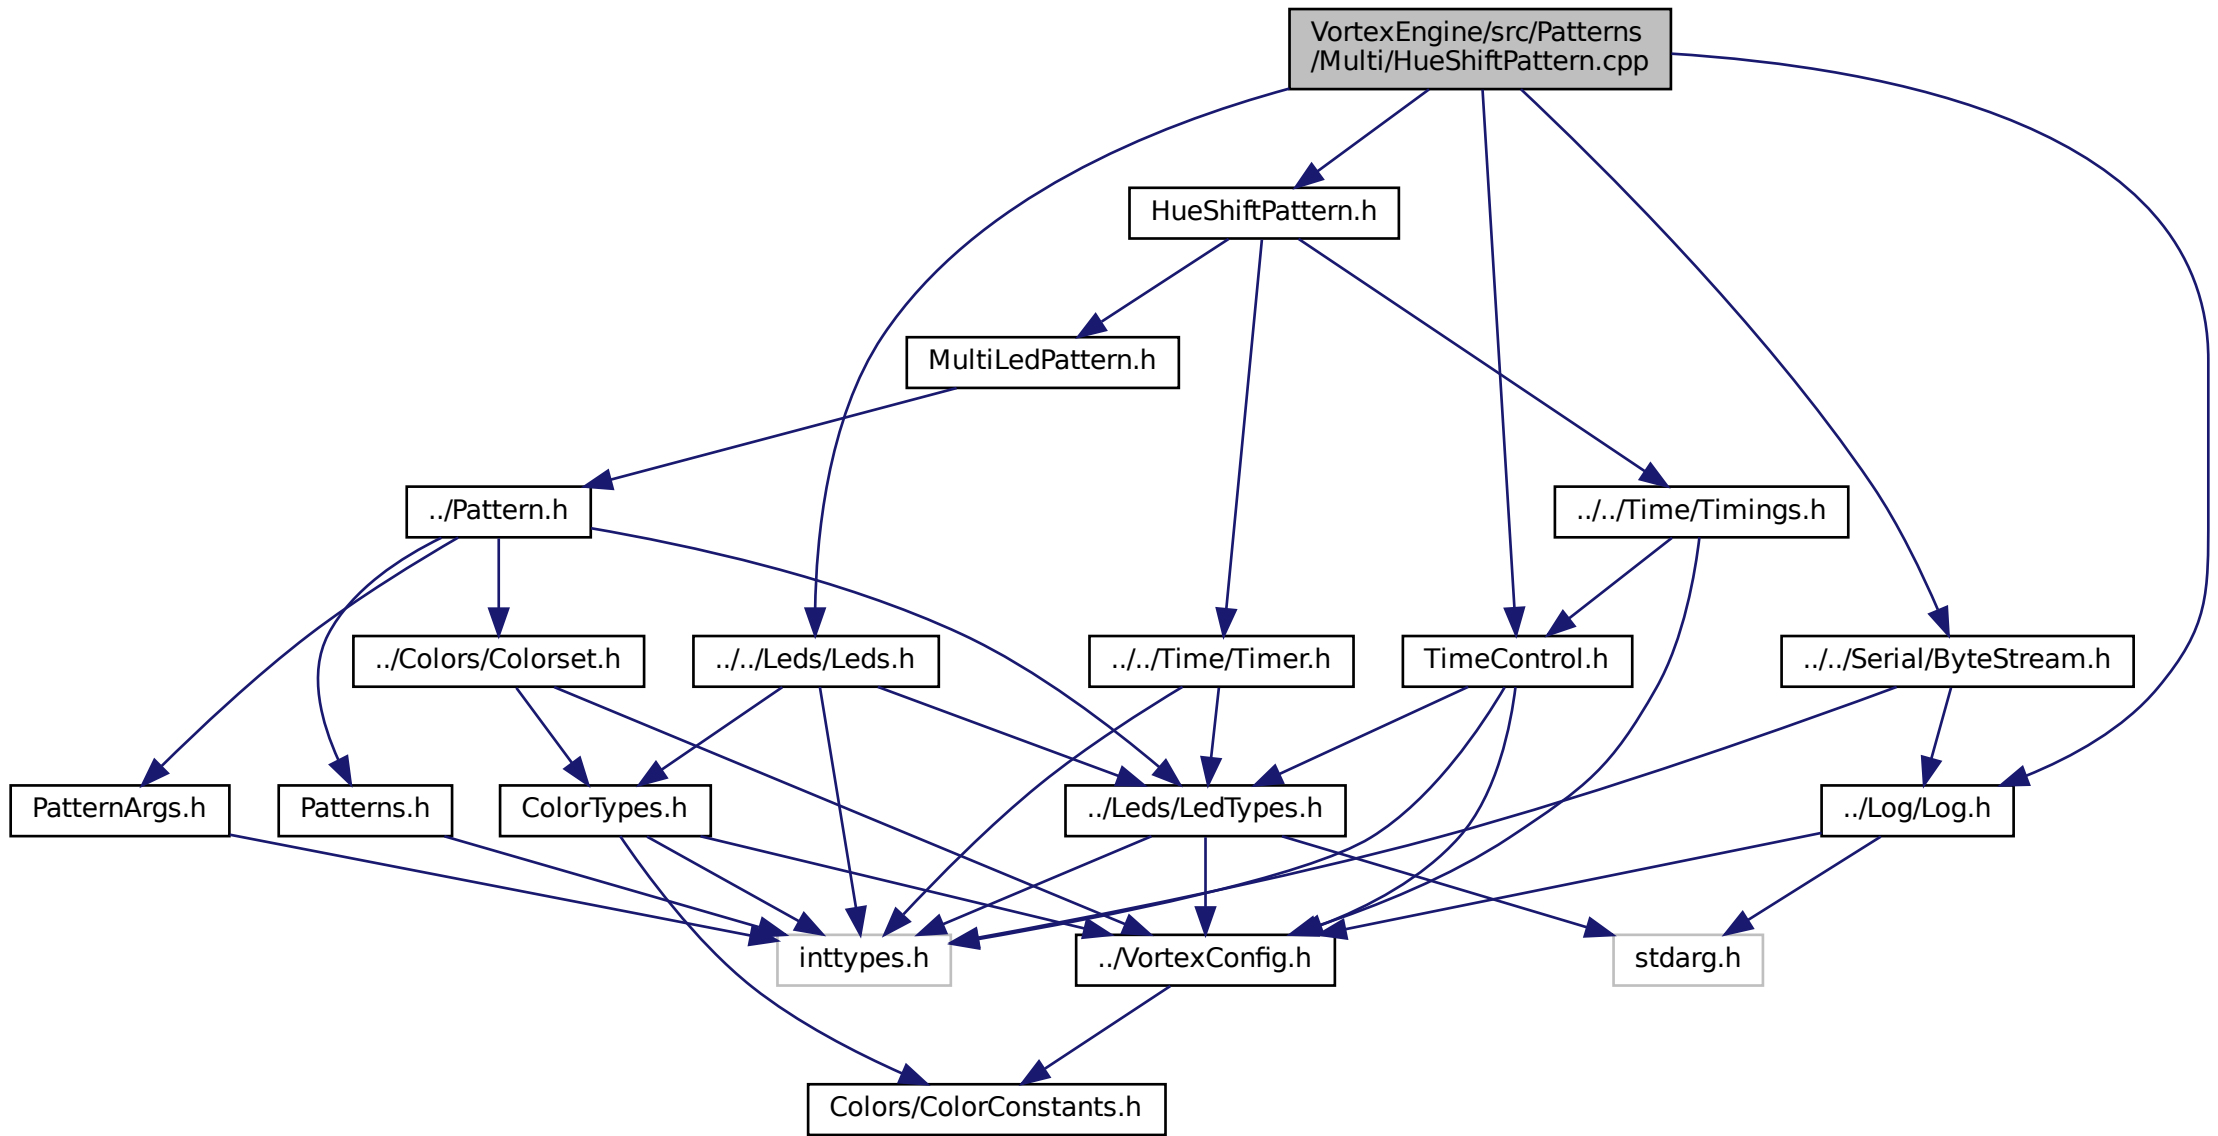 VortexEngine/src/Patterns
/Multi/HueShiftPattern.cpp
HueShiftPattern.h
MultiLedPattern.h
../Pattern.h
../../Time/Timings.h
../Colors/Colorset.h
../../Leds/Leds.h
../../Time/Timer.h
TimeControl.h
../../Serial/ByteStream.h
PatternArgs.h
Patterns.h
ColorTypes.h
../Leds/LedTypes.h
../Log/Log.h
inttypes.h
../VortexConfig.h
stdarg.h
Colors/ColorConstants.h